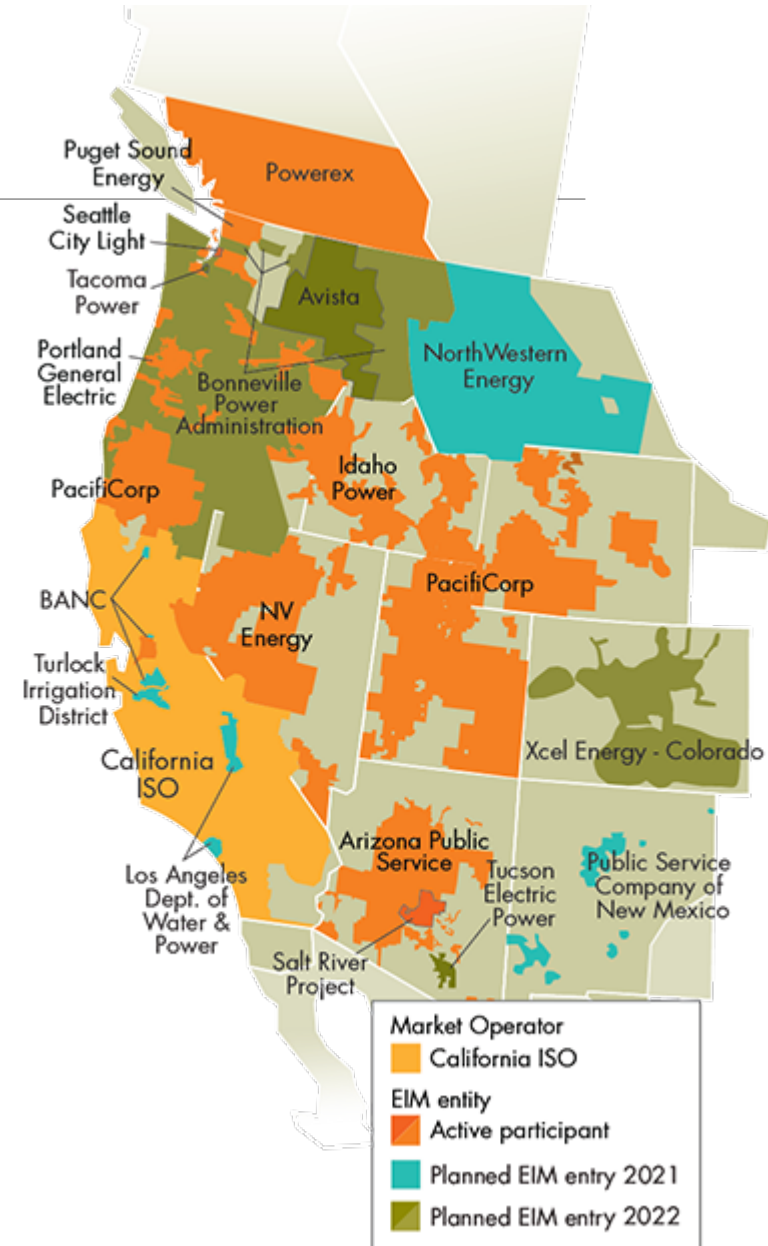 Puget Sound
Energy
Powerex
Seattle
City Light
Tacoma
Power
Avista
Portland
General
Electric
NorthWestern
Energy
Bonneville
Power
Administration
PacifiCorp
Idaho
Power
BANC
NV
Energy
PacifiCorp
Turlock
Irrigation
District
California
ISO
Xcel Energy - Colorado
Los Angeles
Dept. of
Water &
Power
Arizona Public
Service
Tucson
Electric
Power
Public Service
Company of
New Mexico
Salt River
Project
Market Operator
California ISO
EIM entity
Active participant
Planned EIM entry 2021
Planned EIM entry 2022